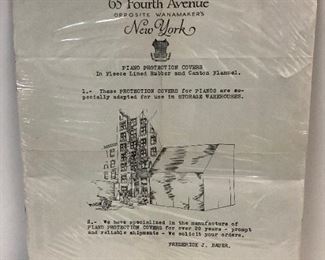 65 Fourth Avenue
OPPOSITE WANAMAKER'S
New York
PIANO PROTECTION COVERS
In Fleece Lined Rubber and Canton Flannel.
1.- These PROTECTION COVERS for PIANOS are es-
pecially adapted for use in STORAGE WAREHOUSES.
2.- We have specialized in the manufacture of
PIANO PROTECTION COVERS for over 20 years - prompt
and reliable shipments - We solicit your orders.
FREDERICK J. BAUER.